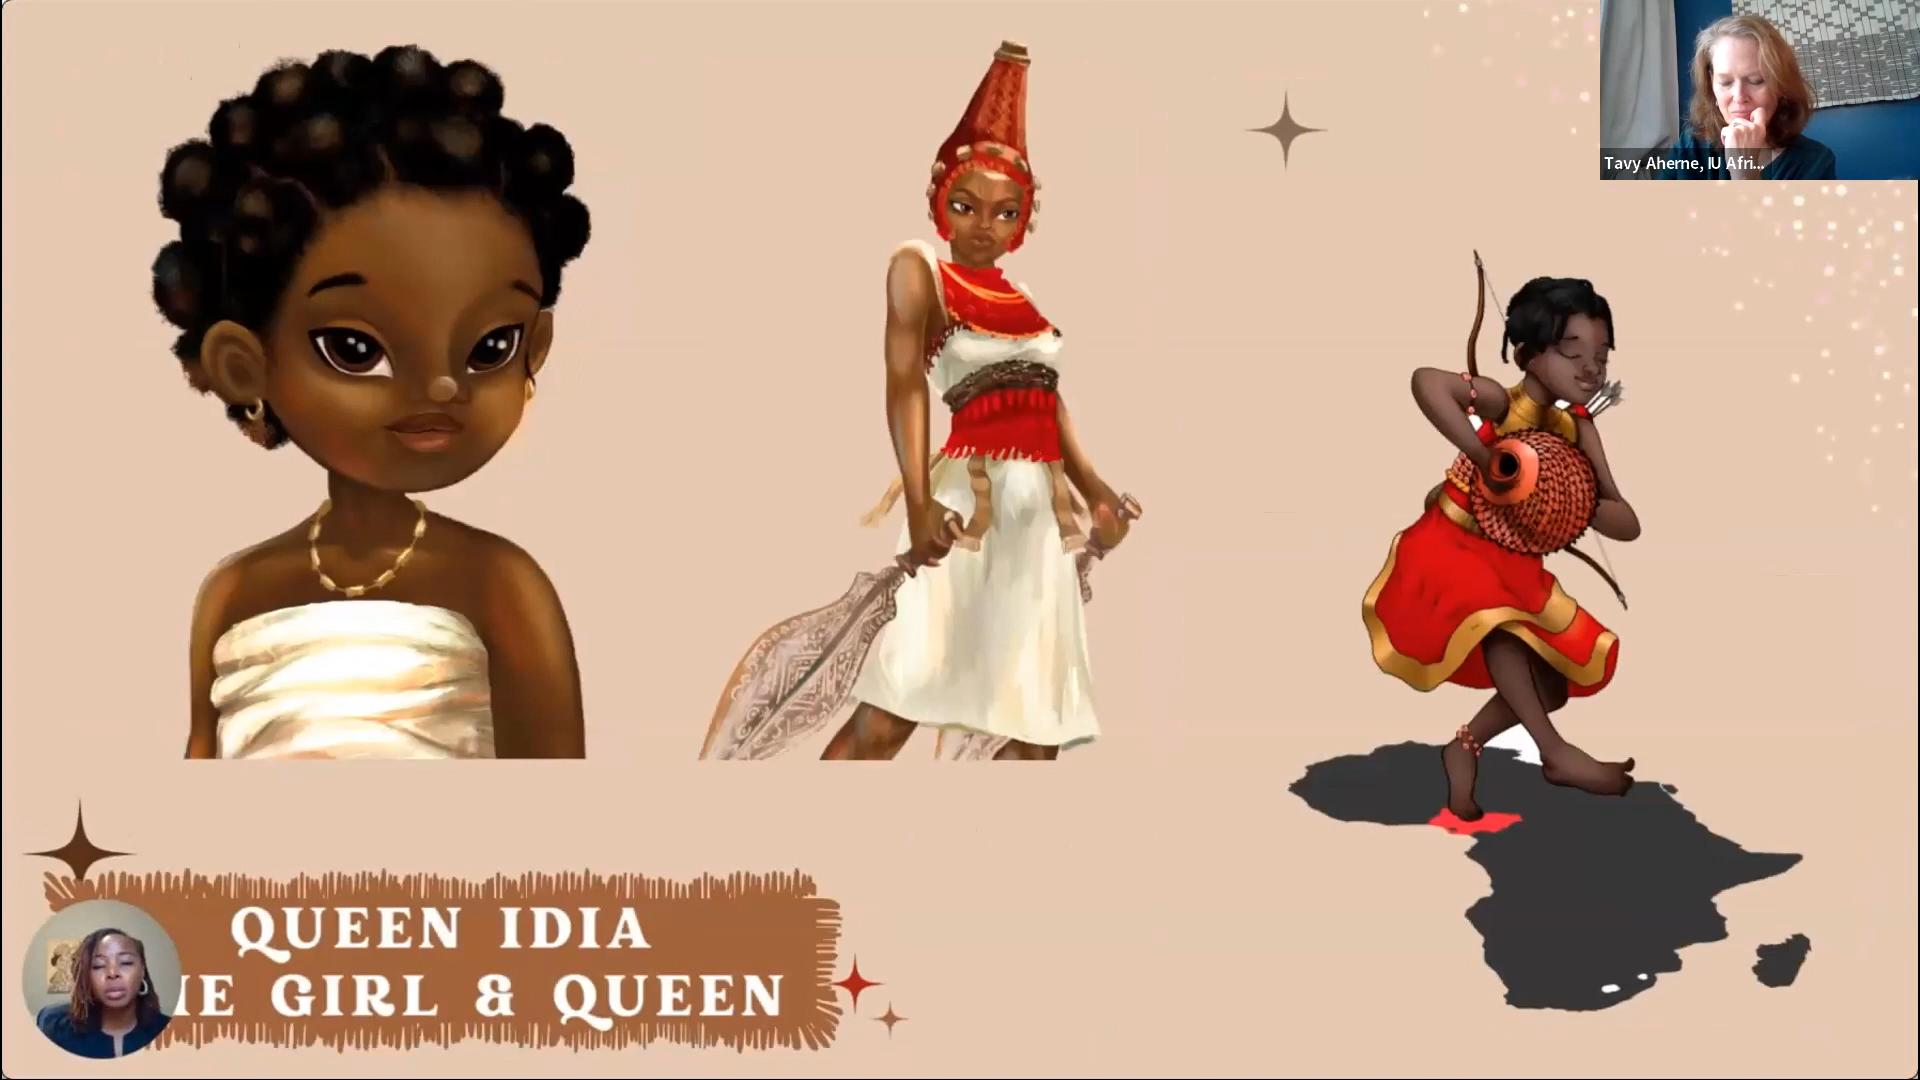 Tavy Aherne, IU Afri...
QUEEN IDIA
GIRL & QUEEN